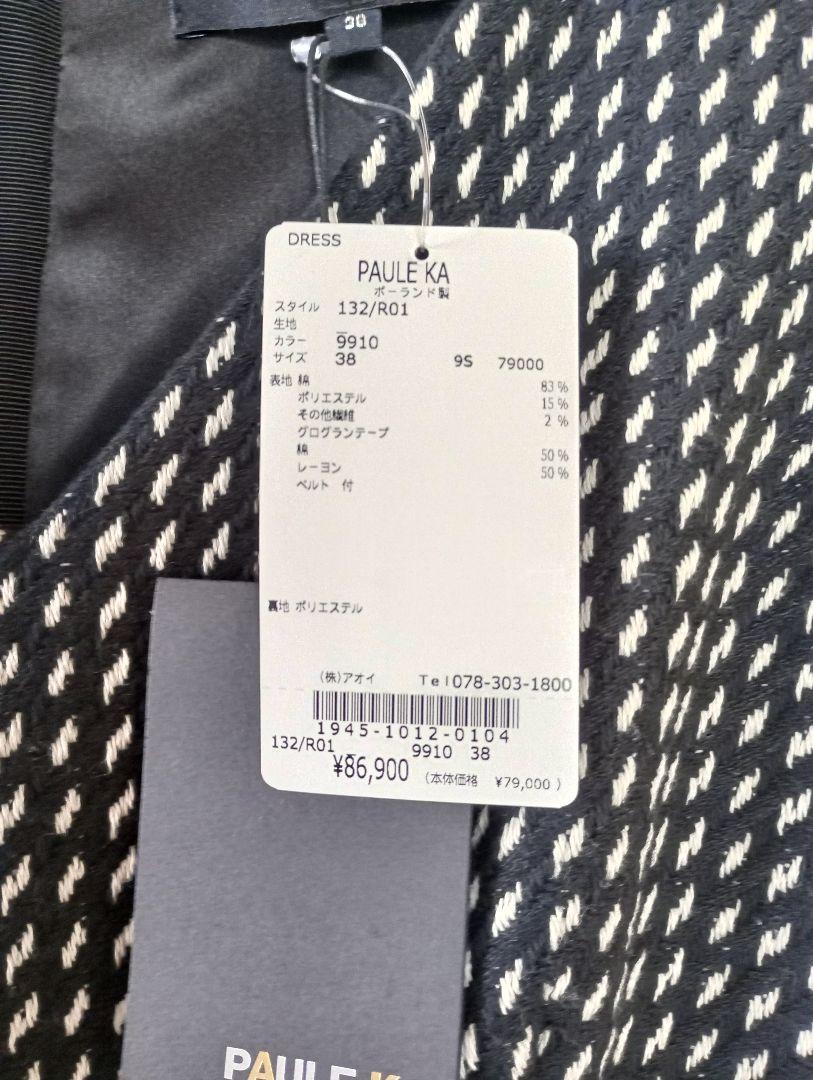 38
DRESS
PAULE KA
ポーランド製
スタイル 132/R01
生地 _
カラー 9910
サイズ 38 9S 79000
表地 綿 83 %
ポリエステル 15 %
その他繊維 2 %
グログランテープ
綿 50 %
レーヨン 50 %
ベルト 付
裏地 ポリエステル
(株)アオイ Tel078-303-1800
1945-1012-0104
132/R01 _ 9910 38
¥86,900 (本体価格 ¥79,000 )
PAULE K